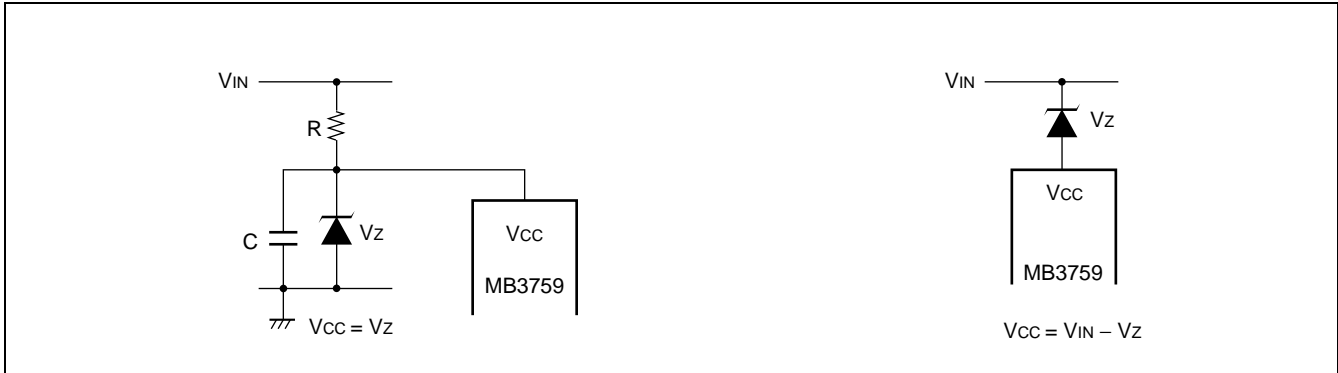 VIN
R
C
VZ
VCC
MB3759
VCC = VZ
VIN
VZ
VCC
MB3759
VCC = VIN − VZ